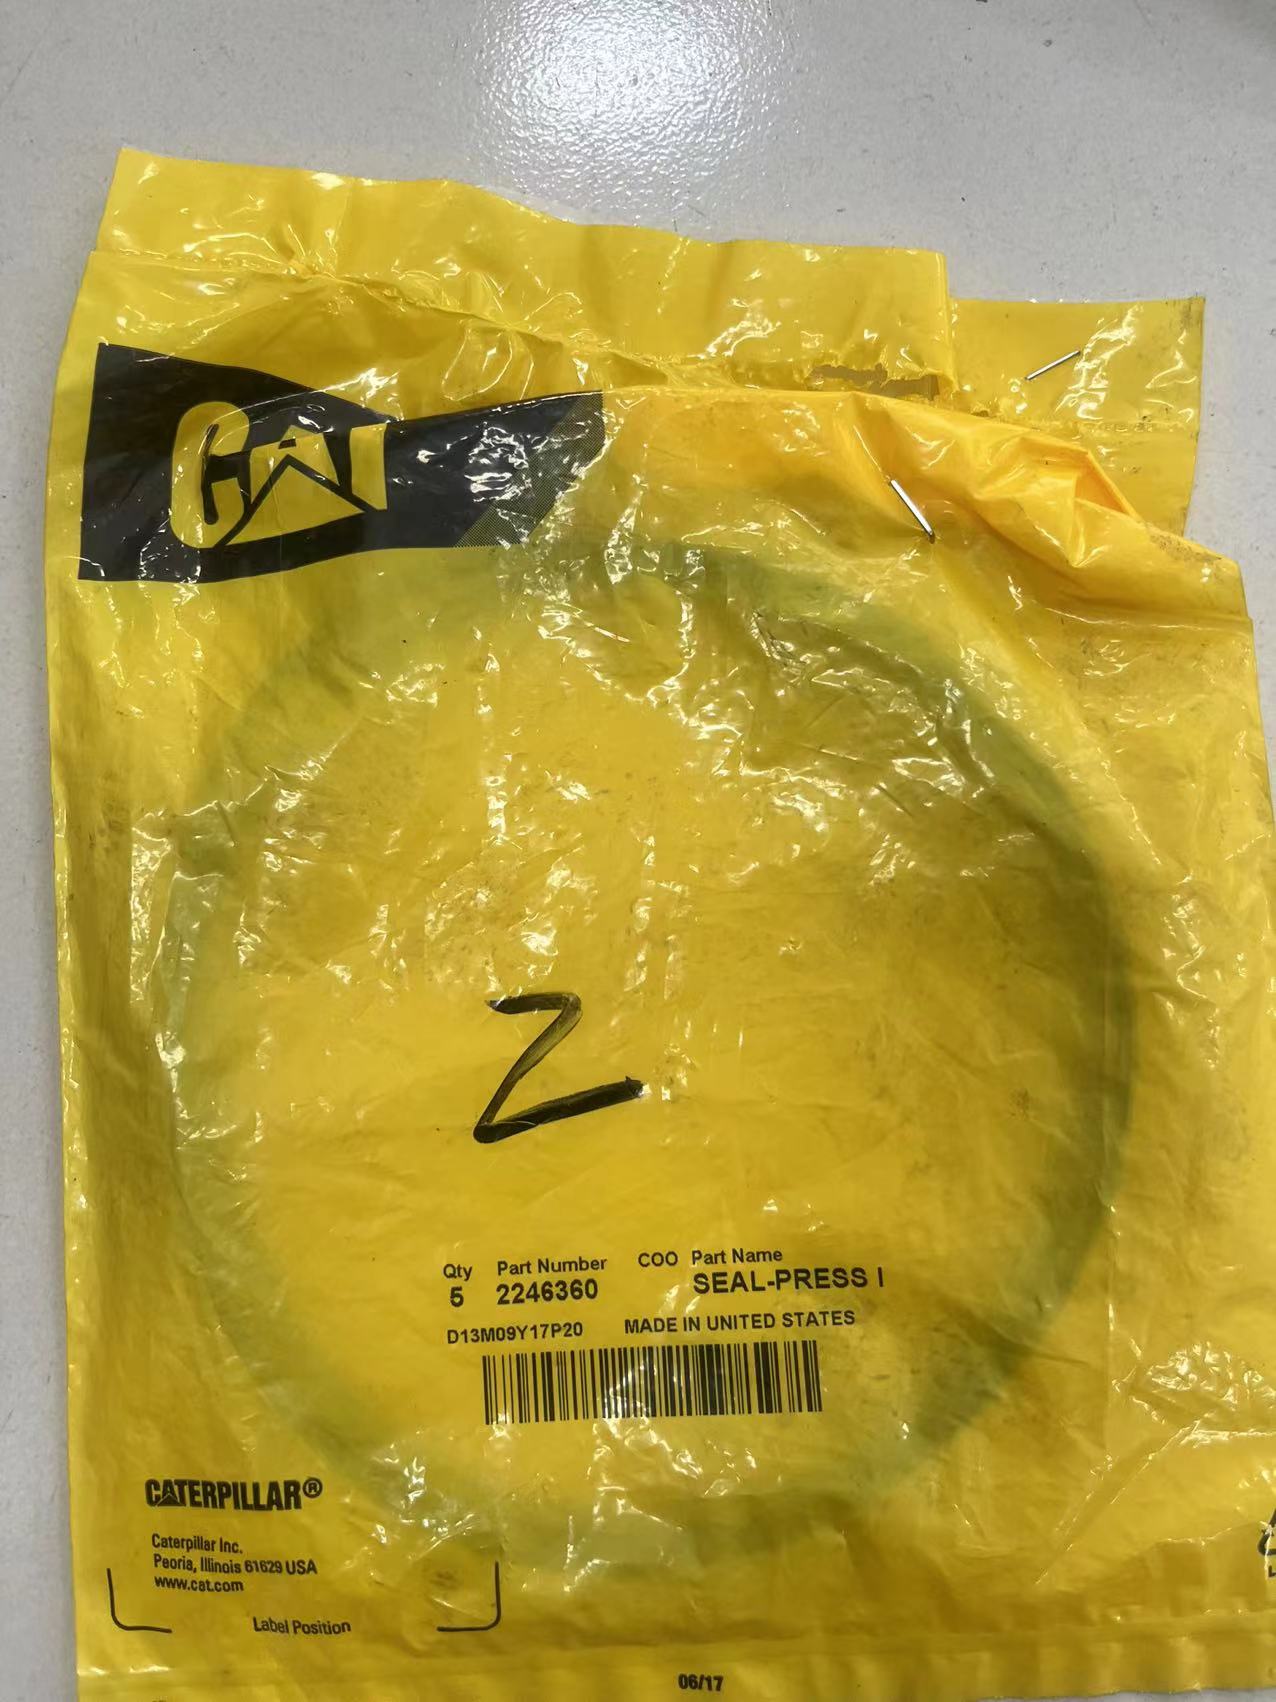 CAT
Z
Qty Part Number COO Part Name
5 2246360 SEAL-PRESS I
D13M09Y17P20 MADE IN UNITED STATES
CATERPILLAR®
Caterpillar Inc.
Peoria, Illinois 61629 USA
www.cat.com
Label Position
06/17